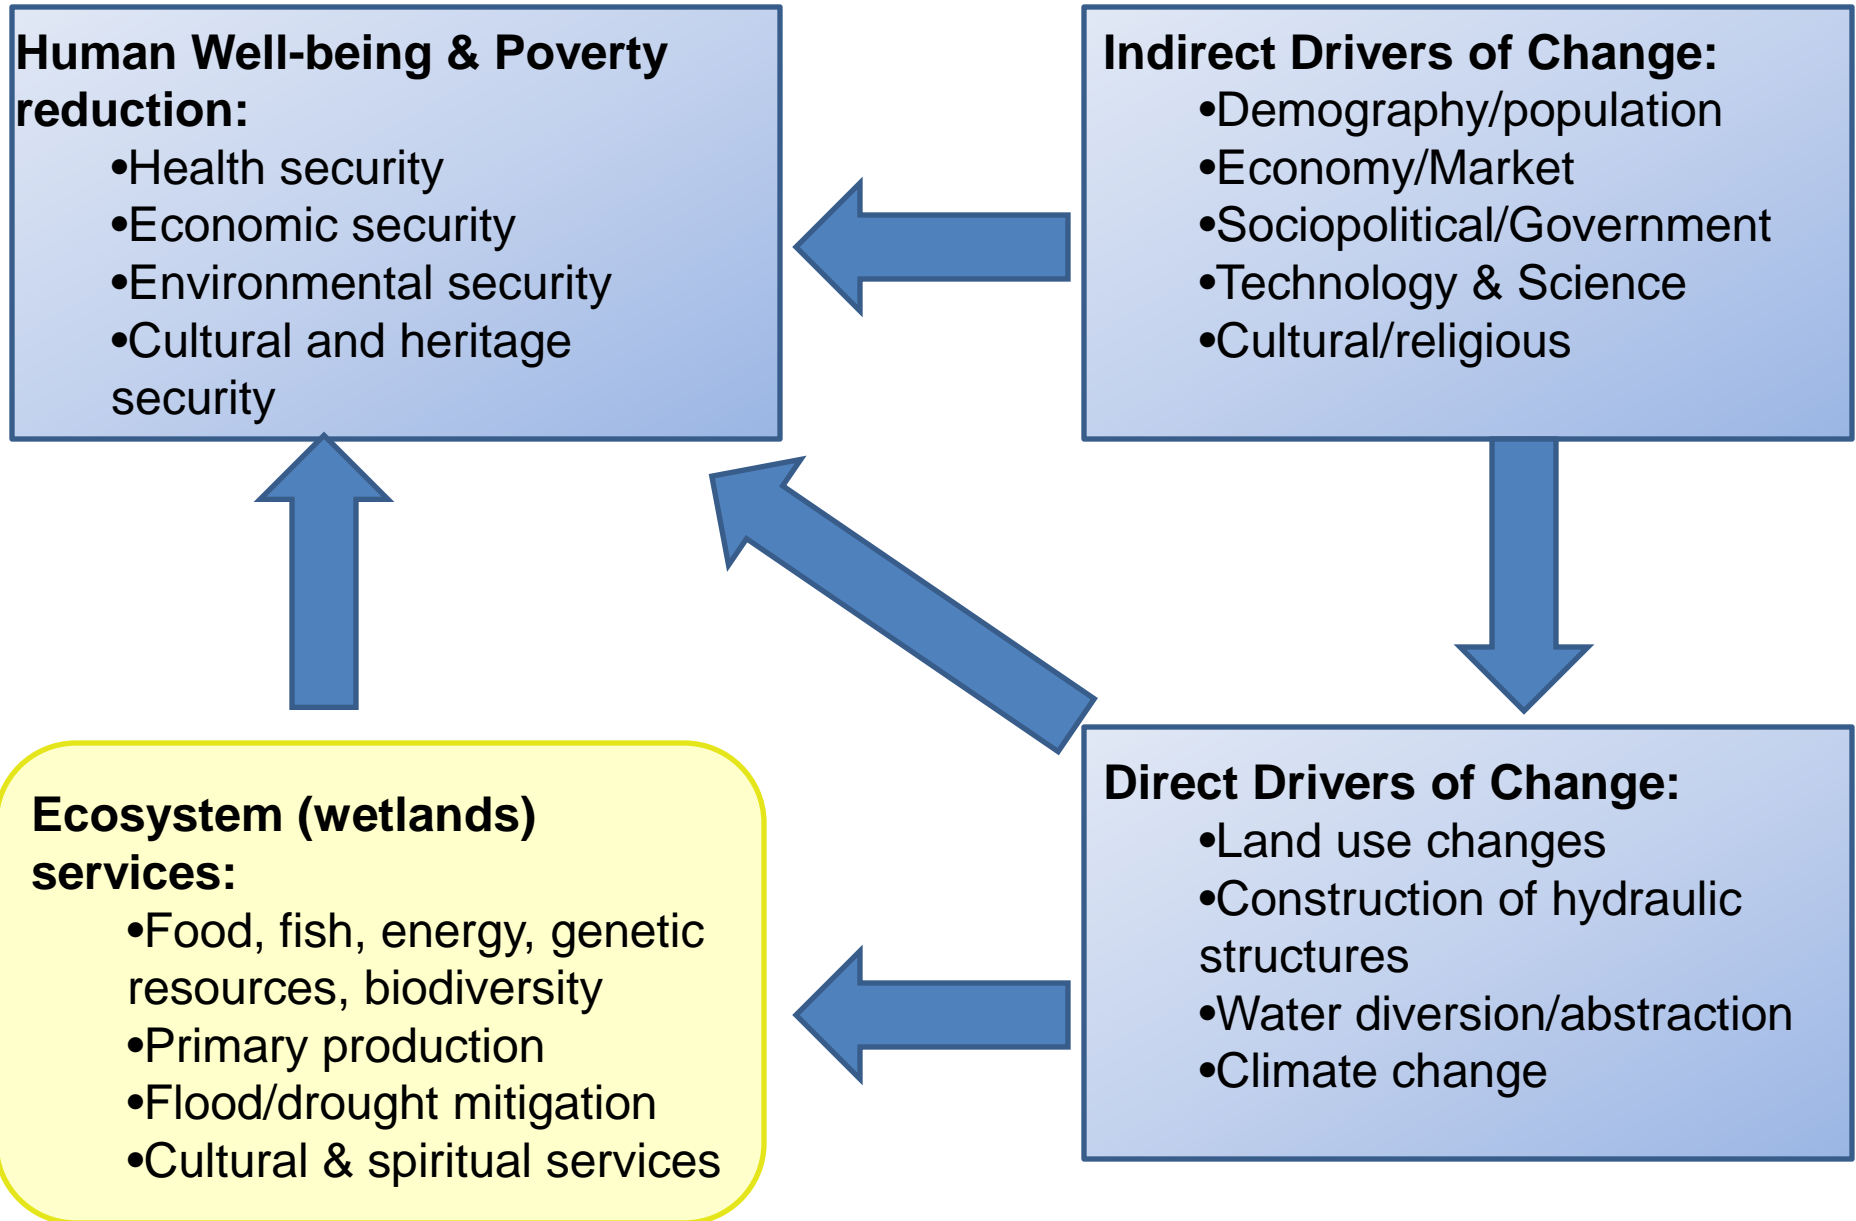 Human Well-being & Poverty
reduction:
•Health security
•Economic security
•Environmental security
•Cultural and heritage
security
Indirect Drivers of Change:
•Demography/population
•Economy/Market
•Sociopolitical/Government
•Technology & Science
•Cultural/religious
Ecosystem (wetlands)
services:
•Food, fish, energy, genetic
resources, biodiversity
•Primary production
•Flood/drought mitigation
•Cultural & spiritual services
Direct Drivers of Change:
•Land use changes
•Construction of hydraulic
structures
•Water diversion/abstraction
•Climate change